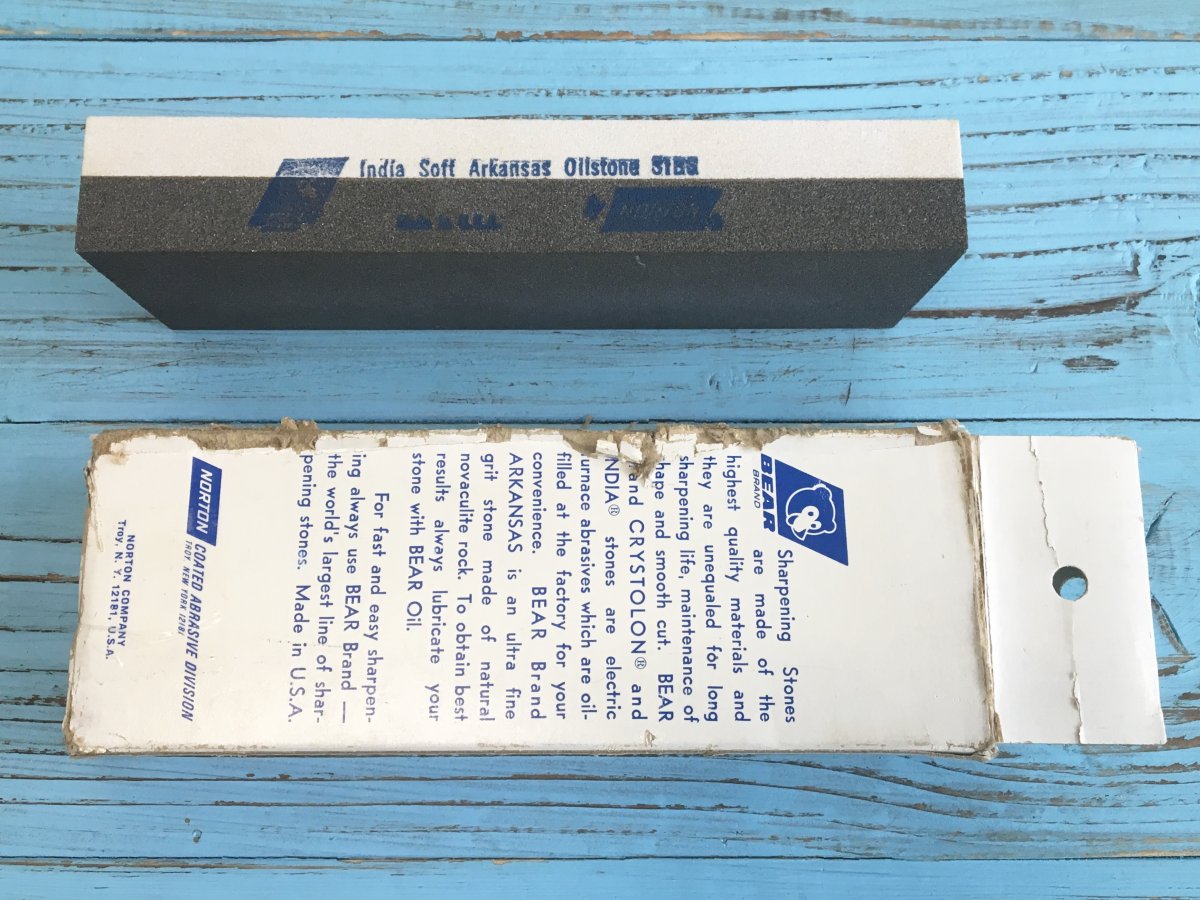 India Soft Arkansas Oilstone
NORTON
BEAR
BRAND
Sharpening Stones
are made of the
highest quality materials and
they are unequaled for long
sharpening life, maintenance of
hape and smooth cut. BEAR
and CRYSTOLON® and
NDIA® stones are electric
urnace abrasives which are oil-
filled at the factory for your
convenience. BEAR Brand
ARKANSAS is an ultra fine
grit stone made of natural
novaculite rock. To obtain best
results always lubricate your
stone with BEAR Oil.
For fast and easy sharpen-
ing always use BEAR Brand —
the world's largest line of shar-
pening stones. Made in U.S.A.
NORTON COATED ABRASIVE DIVISION
TROY, NEW YORK 12181
NORTON COMPANY
Troy, N. Y. 12181, U.S.A.